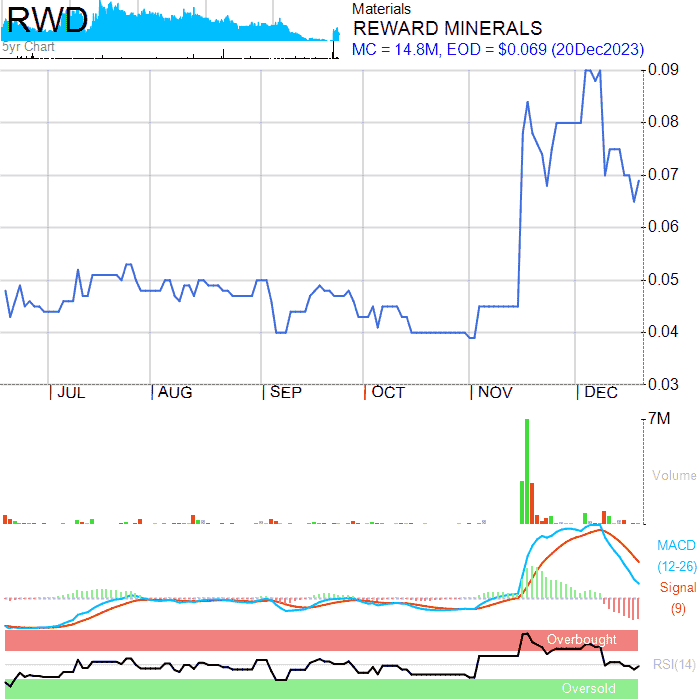 RWD
5yr Chart
Materials
REWARD MINERALS
MC = 14.8M, EOD = $0.069 (20Dec2023)
0.09
0.08
0.07
0.06
0.05
0.04
0.03
JUL AUG SEP OCT NOV DEC
7M
Volume
MACD
(12-26)
Signal
(9)
Overbought
RSI(14)
Oversold